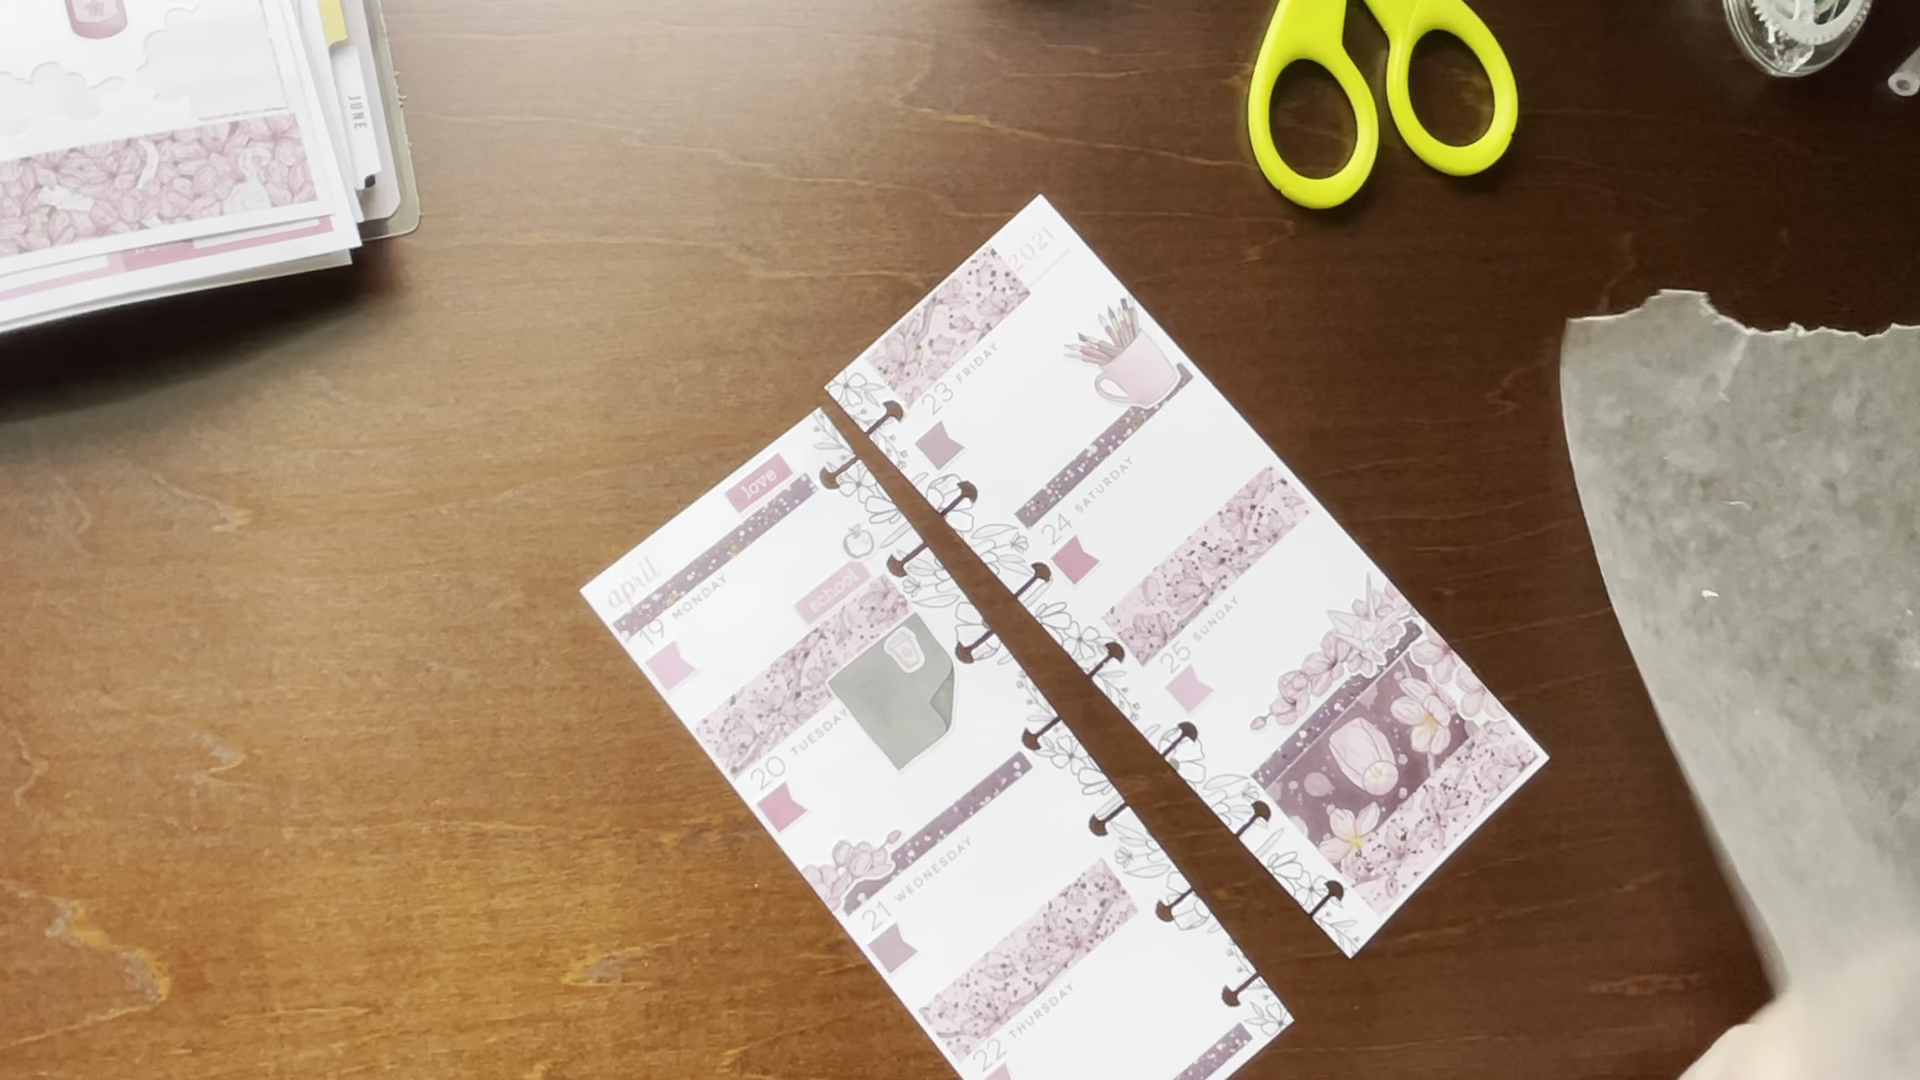 JUNE
april
love
19 MONDAY
school
20 TUESDAY
21 WEDNESDAY
22 THURSDAY
2021
23 FRIDAY
24 SATURDAY
25 SUNDAY